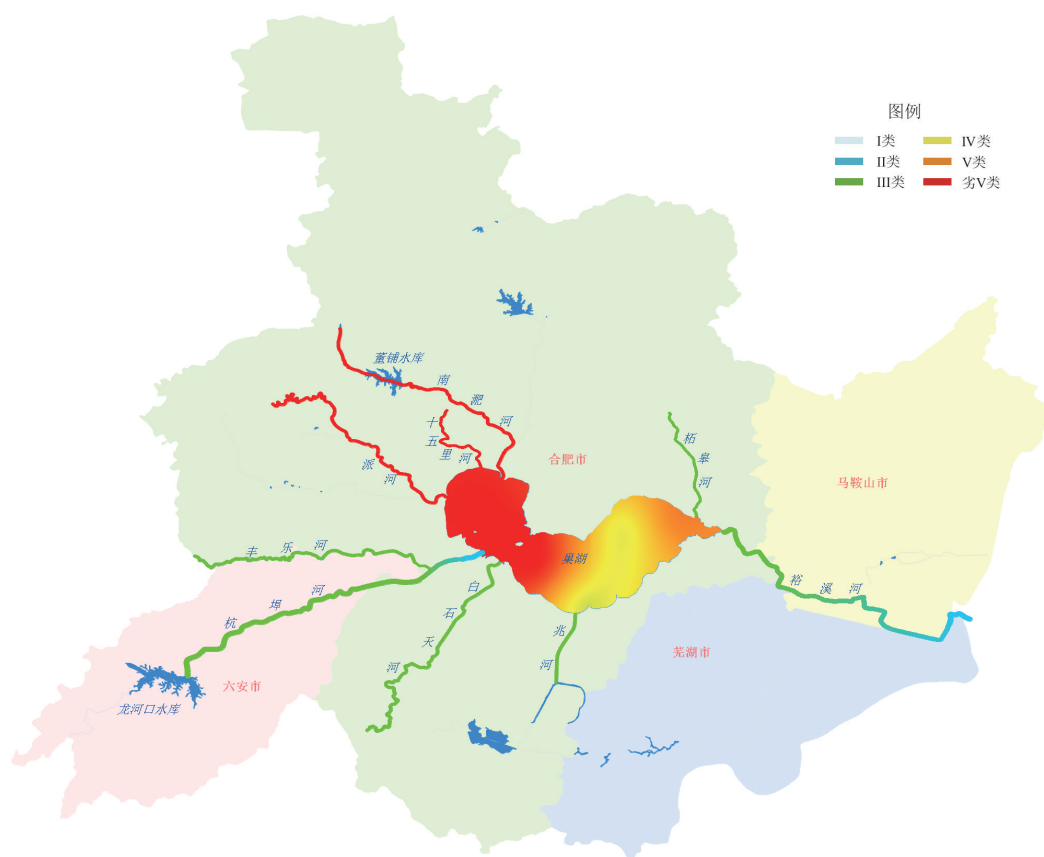 图例
I类
IV类
II类
V类
III类
劣V类
董铺水库
南淝河
十五里河
派河
合肥市
柘皋河
马鞍山市
巢湖
丰乐河
杭埠河
白石天河
兆河
裕溪河
芜湖市
六安市
龙河口水库